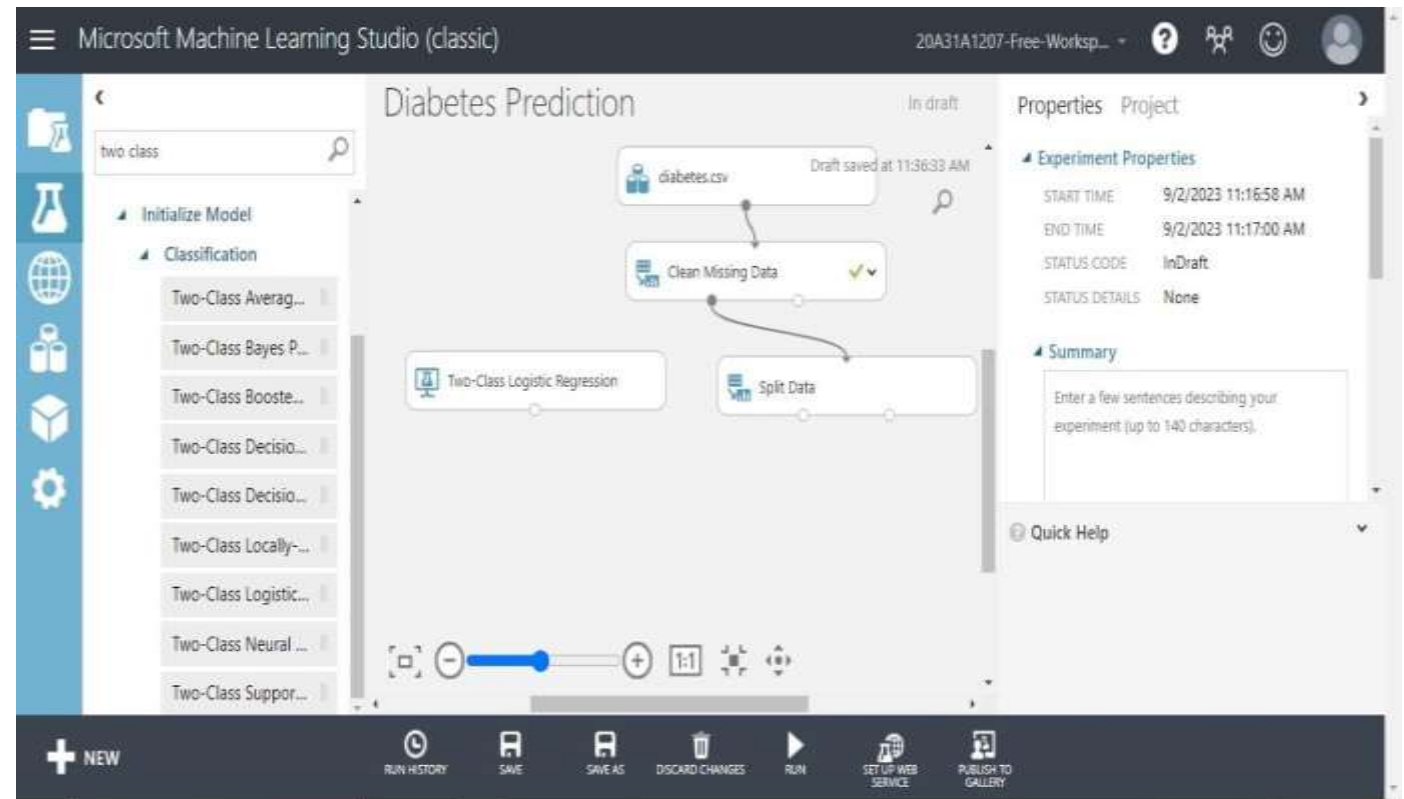 Microsoft Machine Learning Studio (classic)
20A31A1207-Free-Worksp...
?
two class
Initialize Model
Classification
Two-Class Averag...
Two-Class Bayes P...
Two-Class Booste...
Two-Class Decisio...
Two-Class Decisio...
Two-Class Locally-...
Two-Class Logistic...
Two-Class Neural ...
Two-Class Suppor...
Diabetes Prediction
In draft
Draft saved at 11:36:33 AM
diabetes.csv
Clean Missing Data
Two-Class Logistic Regression
Split Data
1:1
Properties Project
Experiment Properties
START TIME 9/2/2023 11:16:58 AM
END TIME 9/2/2023 11:17:00 AM
STATUS CODE InDraft
STATUS DETAILS None
Summary
Enter a few sentences describing your
experiment (up to 140 characters).
? Quick Help
NEW
RUN HISTORY
SAVE
SAVE AS
DISCARD CHANGES
RUN
SET UP WEB
SERVICE
PUBLISH TO
GALLERY